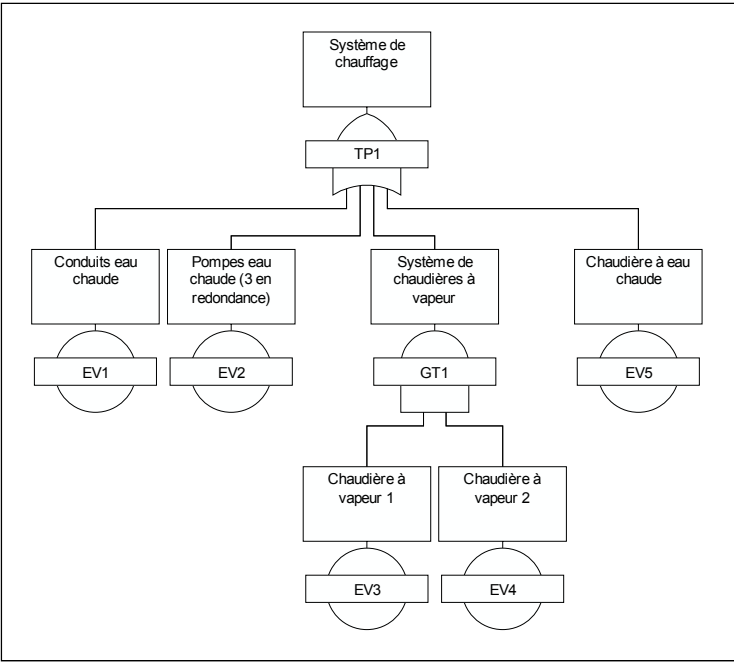 Système de
chauffage
TP1
Conduits eau
chaude
Pompes eau
chaude (3 en
redondance)
Système de
chaudières à
vapeur
Chaudière à eau
chaude
EV1
EV2
GT1
EV5
Chaudière à
vapeur 1
Chaudière à
vapeur 2
EV3
EV4